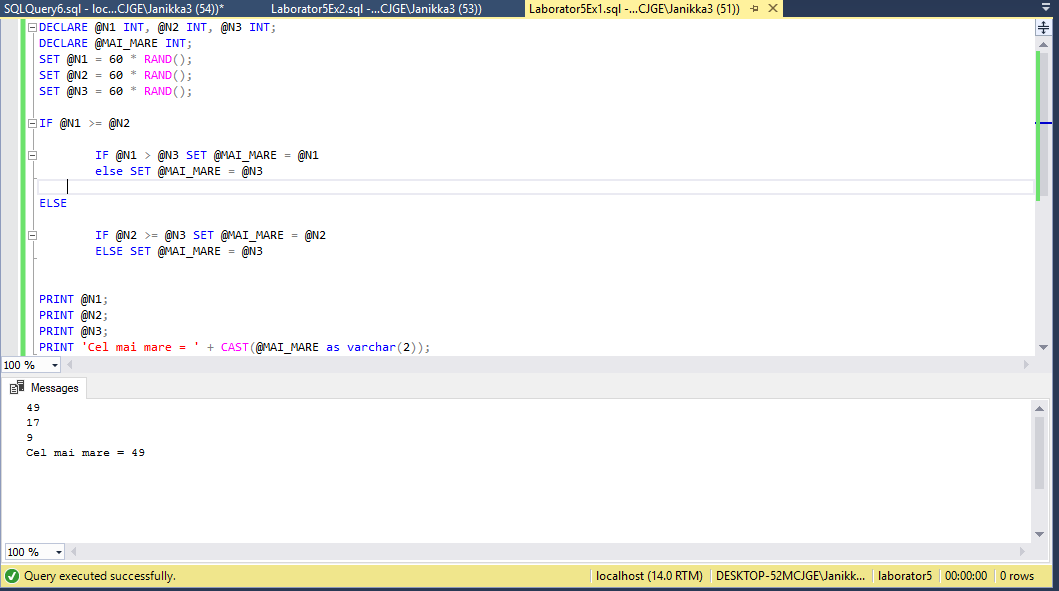 SQLQuery6.sql - loc...CJGE\Janikka3 (54))* Laborator5Ex2.sql -...CJGE\Janikka3 (53)) Laborator5Ex1.sql -...CJGE\Janikka3 (51))
DECLARE @N1 INT, @N2 INT, @N3 INT;
DECLARE @MAI_MARE INT;
SET @N1 = 60 * RAND();
SET @N2 = 60 * RAND();
SET @N3 = 60 * RAND();
IF @N1 >= @N2
IF @N1 > @N3 SET @MAI_MARE = @N1
else SET @MAI_MARE = @N3
ELSE
IF @N2 >= @N3 SET @MAI_MARE = @N2
ELSE SET @MAI_MARE = @N3
PRINT @N1;
PRINT @N2;
PRINT @N3;
PRINT 'Cel mai mare = ' + CAST(@MAI_MARE as varchar(2));
100 %
Messages
49
17
9
Cel mai mare = 49
100 %
Query executed successfully. localhost (14.0 RTM) DESKTOP-52MCJGE\Janikk... laborator5 00:00:00 0 rows